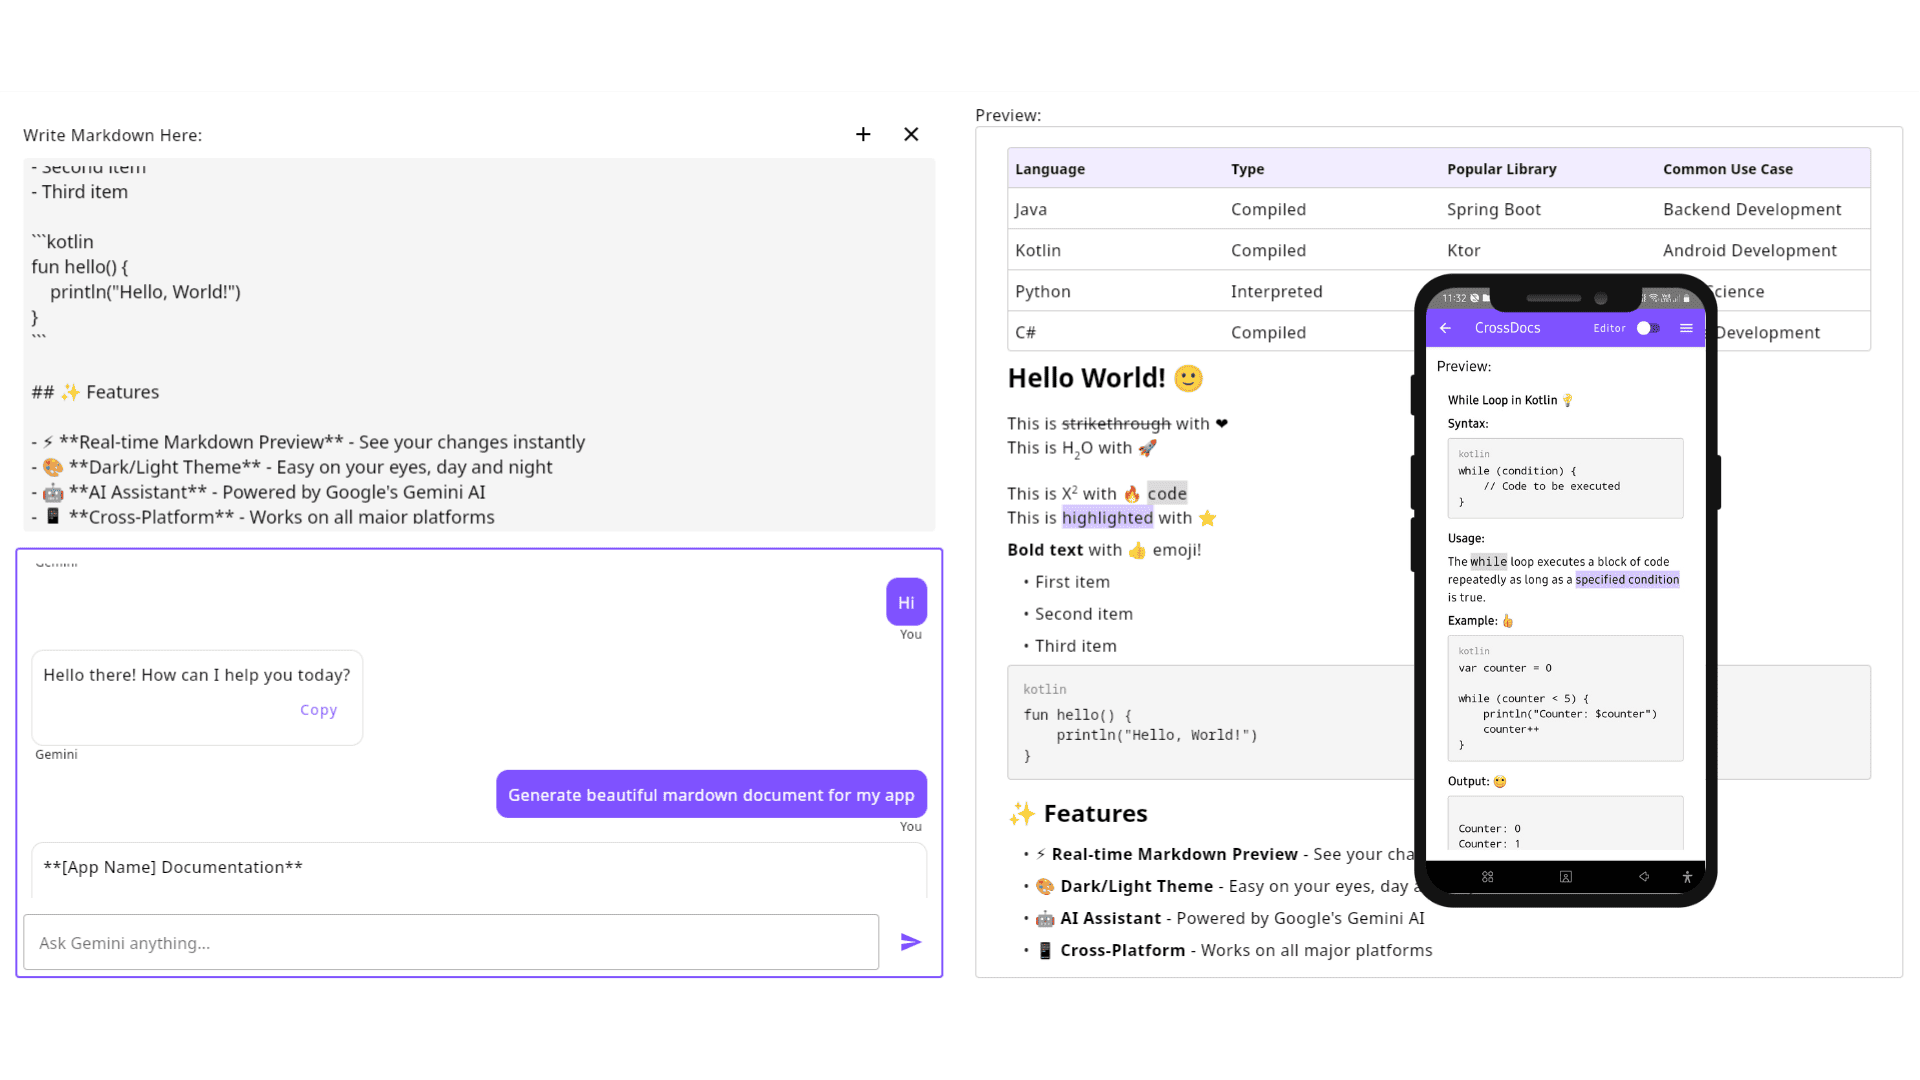 Write Markdown Here:
- Second item
- Third item
```kotlin
fun hello() {
    println("Hello, World!")
}
```
## ✨ Features
- ⚡ **Real-time Markdown Preview** - See your changes instantly
- 🎨 **Dark/Light Theme** - Easy on your eyes, day and night
- 🤖 **AI Assistant** - Powered by Google's Gemini AI
- 📱 **Cross-Platform** - Works on all major platforms
Gemini
Hi
You
Hello there! How can I help you today?
Copy
Gemini
Generate beautiful mardown document for my app
You
**[App Name] Documentation**
Ask Gemini anything...
Preview:
Language Type Popular Library Common Use Case
Java Compiled Spring Boot Backend Development
Kotlin Compiled Ktor Android Development
Python Interpreted Science
C# Compiled Development
Hello World! 🙂
This is strikethrough with ❤
This is H2O with 🚀
This is X² with 🔥 code
This is highlighted with ⭐
Bold text with 👍 emoji!
• First item
• Second item
• Third item
kotlin
fun hello() {
    println("Hello, World!")
}
✨ Features
• ⚡ Real-time Markdown Preview - See your cha
• 🎨 Dark/Light Theme - Easy on your eyes, day
• 🤖 AI Assistant - Powered by Google's Gemini AI
• 📱 Cross-Platform - Works on all major platforms
11:32
CrossDocs Editor
Preview:
While Loop in Kotlin 💡
Syntax:
kotlin
while (condition) {
    // Code to be executed
}
Usage:
The while loop executes a block of code
repeatedly as long as a specified condition
is true.
Example: 👍
kotlin
var counter = 0
while (counter < 5) {
    println("Counter: $counter")
    counter++
}
Output: 😀
Counter: 0
Counter: 1